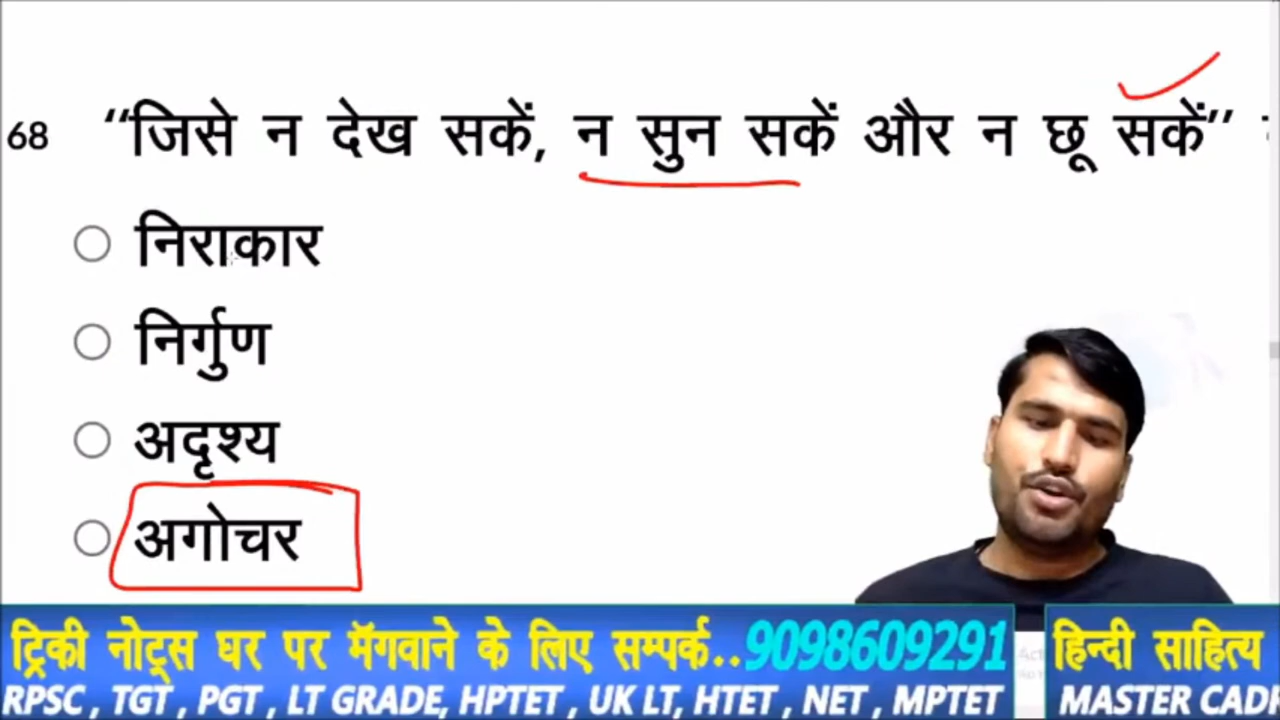 68 “जिसे न देख सकें, न सुन सकें और न छू सकें”
निराकार
निर्गुण
अदृश्य
अगोचर
ट्रिकी नोट्स घर पर मँगवाने के लिए सम्पर्क..9098609291
हिन्दी साहित्य
RPSC , TGT , PGT , LT GRADE, HPTET , UK LT, HTET , NET , MPTET
MASTER CADI